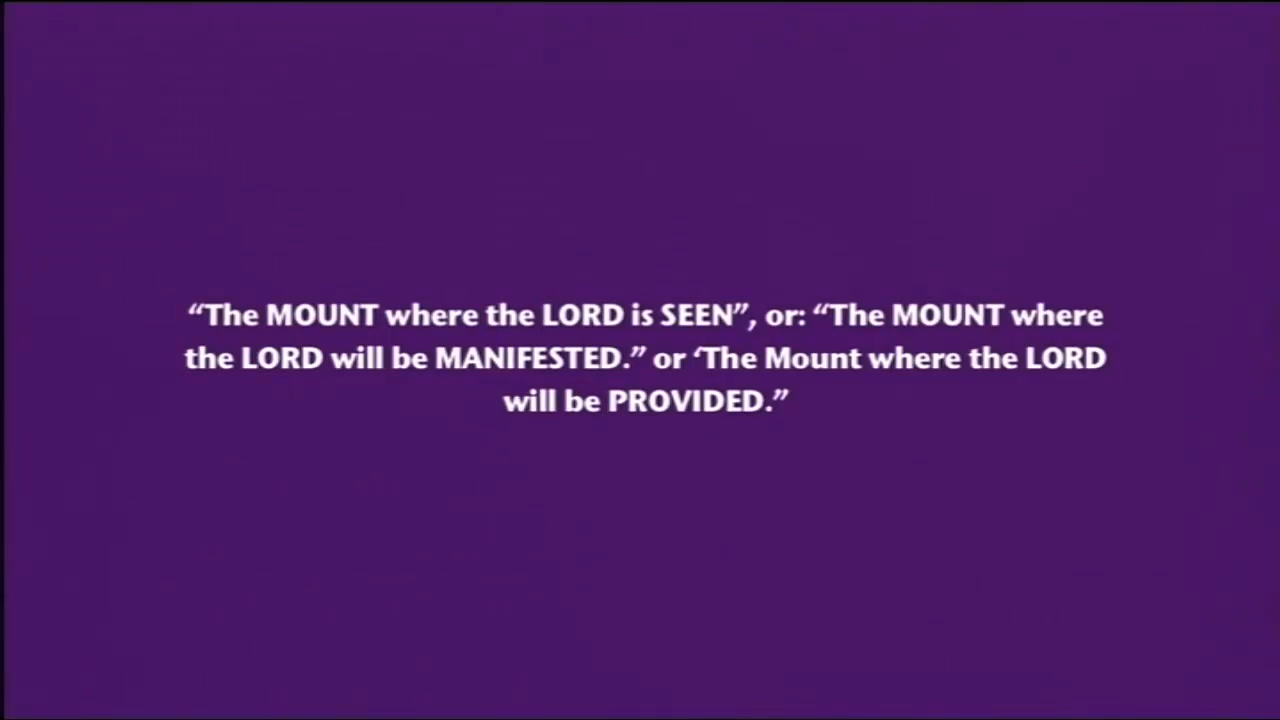 “The MOUNT where the LORD is SEEN”, or: “The MOUNT where
the LORD will be MANIFESTED.” or ‘The Mount where the LORD
will be PROVIDED.”